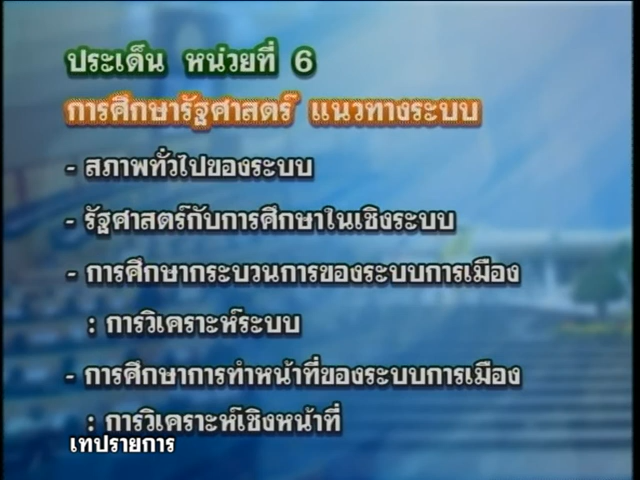 ประเด็น หน่วยที่ 6
การศึกษารัฐศาสตร์ แนวทางระบบ
- สภาพทั่วไปของระบบ
- รัฐศาสตร์กับการศึกษาในเชิงระบบ
- การศึกษากระบวนการของระบบการเมือง
: การวิเคราะห์ระบบ
- การศึกษาการทำหน้าที่ของระบบการเมือง
: การวิเคราะห์เชิงหน้าที่
เทปรายการ